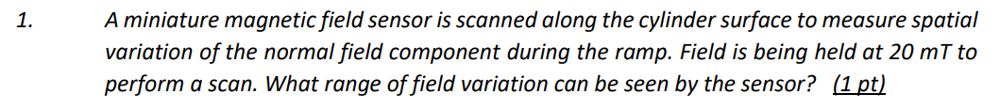 1. A miniature magnetic field sensor is scanned along the cylinder surface to measure spatial
variation of the normal field component during the ramp. Field is being held at 20 mT to
perform a scan. What range of field variation can be seen by the sensor? (1 pt)